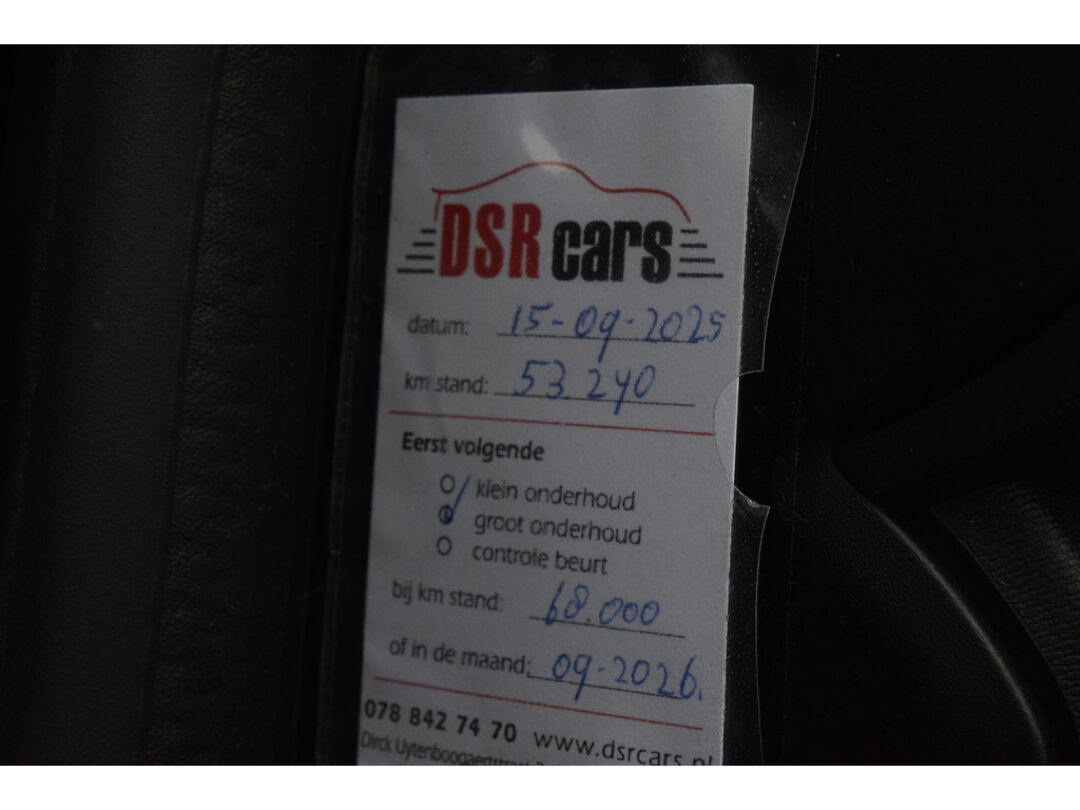 DSR cars
datum: 15-09-2025
km stand: 53.240
Eerst volgende
klein onderhoud
groot onderhoud
controle beurt
bij km stand: 68.000
of in de maand: 09-2026.
078 842 74 70 www.dsrcars.nl
Dirck